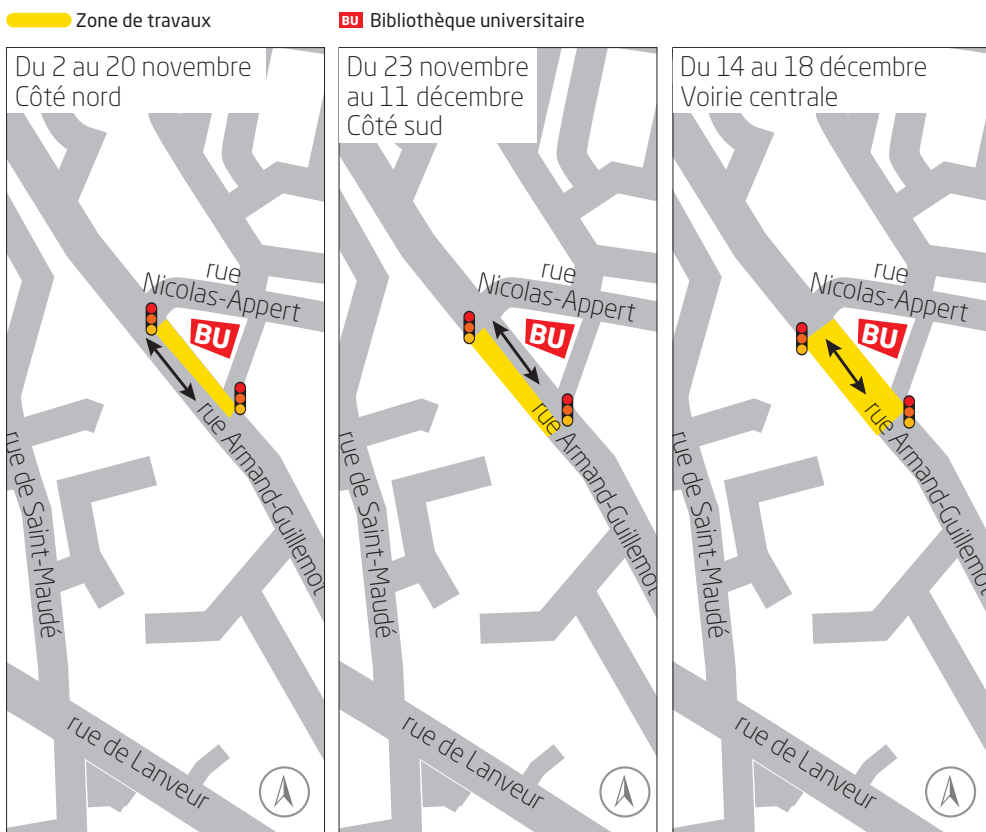 Zone de travaux
BU Bibliothèque universitaire
Du 2 au 20 novembre
Côté nord
rue
Nicolas-Appert
BU
rue Armand-Guillemot
rue de Saint-Maudé
rue de Lanveur
Du 23 novembre
au 11 décembre
Côté sud
rue
Nicolas-Appert
BU
rue Armand-Guillemot
rue de Saint-Maudé
rue de Lanveur
Du 14 au 18 décembre
Voirie centrale
rue
Nicolas-Appert
BU
rue Armand-Guillemot
rue de Saint-Maudé
rue de Lanveur